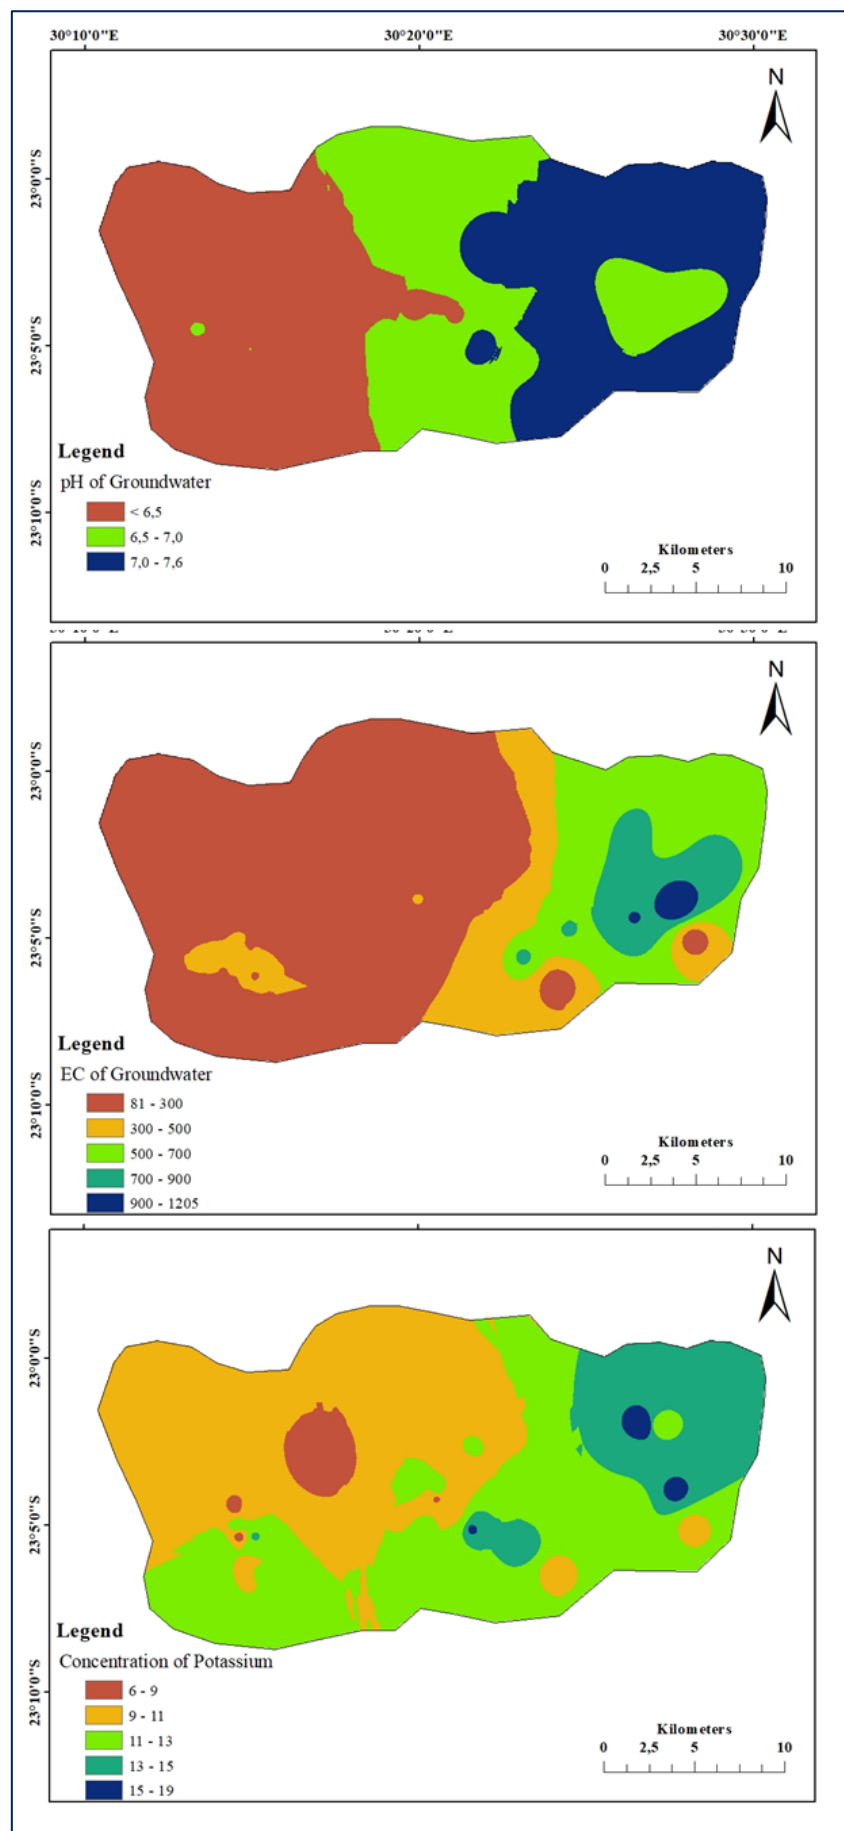 30°10'0"E 30°20'0"E 30°30'0"E
N
23°0'0"S
23°5'0"S
23°10'0"S
Legend
pH of Groundwater
< 6,5
6,5 - 7,0
7,0 - 7,6
Kilometers
0 2,5 5 10
N
23°0'0"S
23°5'0"S
23°10'0"S
Legend
EC of Groundwater
81 - 300
300 - 500
500 - 700
700 - 900
900 - 1205
Kilometers
0 2,5 5 10
N
23°0'0"S
23°5'0"S
23°10'0"S
Legend
Concentration of Potassium
6 - 9
9 - 11
11 - 13
13 - 15
15 - 19
Kilometers
0 2,5 5 10